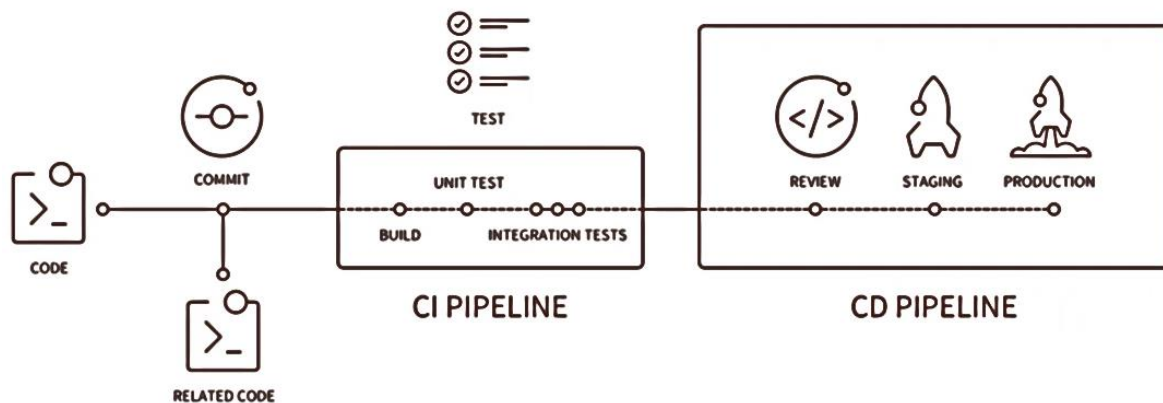 TEST
COMMIT
CODE
RELATED CODE
UNIT TEST
BUILD
INTEGRATION TESTS
CI PIPELINE
REVIEW
STAGING
PRODUCTION
CD PIPELINE